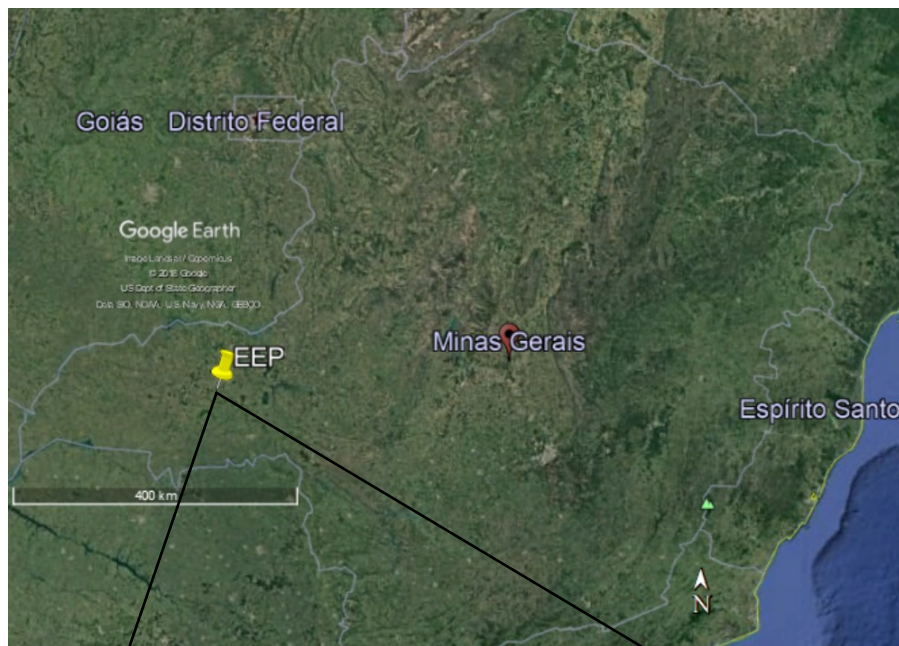 Goiás
Distrito Federal
Google Earth
Image Landsat / Copernicus
© 2018 Google
US Dept of State Geographer
Data SIO, NOAA, U.S. Navy, NGA, GEBCO
Minas Gerais
EEP
Espírito Santo
400 km
N